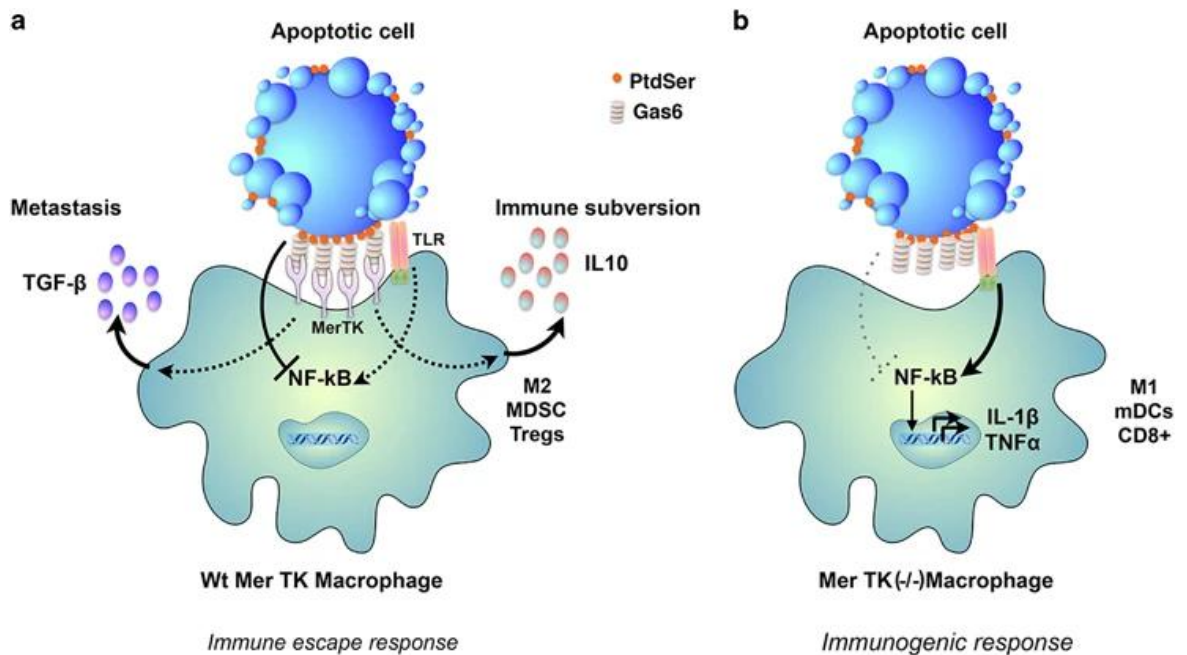 a
Apoptotic cell
PtdSer
Gas6
Metastasis
TGF-β
Immune subversion
IL10
TLR
MerTK
NF-kB
M2
MDSC
Tregs
Wt Mer TK Macrophage
Immune escape response
b
Apoptotic cell
NF-kB
IL-1β
TNFα
M1
mDCs
CD8+
Mer TK(-/-)Macrophage
Immunogenic response